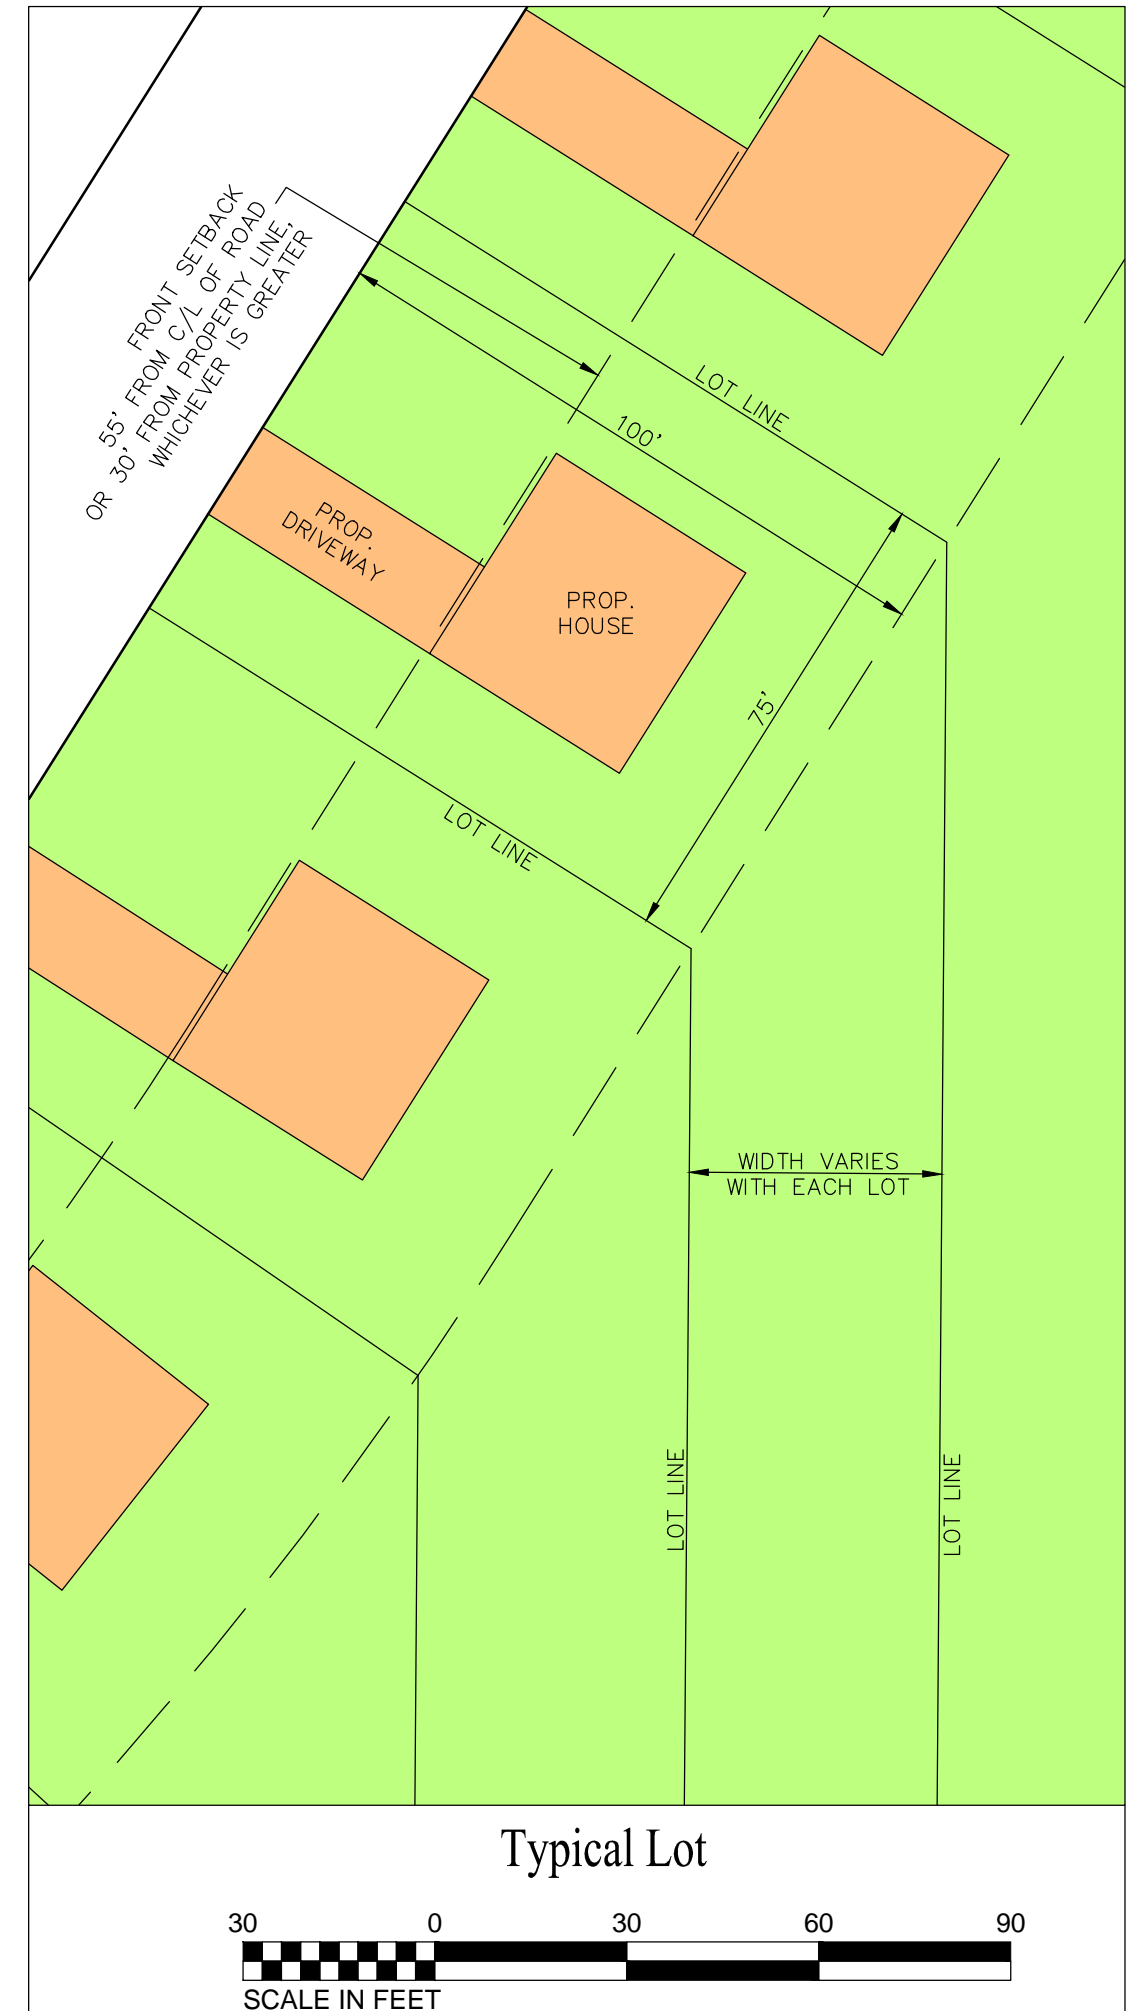 FRONT SETBACK
55' FROM C/L OF ROAD
OR 30' FROM PROPERTY LINE,
WHICHEVER IS GREATER
LOT LINE
100'
PROP.
DRIVEWAY
PROP.
HOUSE
75'
LOT LINE
WIDTH VARIES
WITH EACH LOT
LOT LINE
LOT LINE
Typical Lot
30 0 30 60 90
SCALE IN FEET